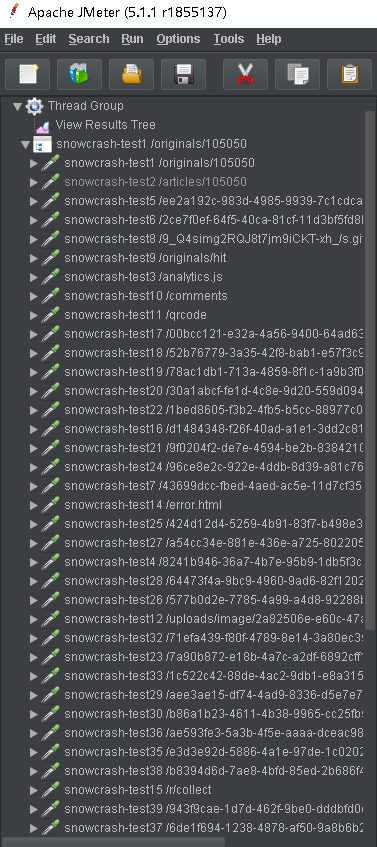 Apache JMeter (5.1.1 r1855137)
File Edit Search Run Options Tools Help
Thread Group
View Results Tree
snowcrash-test1 /originals/105050
snowcrash-test1 /originals/105050
snowcrash-test2 /articles/105050
snowcrash-test5 /ee2a192c-983d-4985-9939-7c1cdca
snowcrash-test6 /2ce7f0ef-64f5-40ca-81cf-11d3bf5fd8
snowcrash-test8 /9_Q4simg2RQJ8t7jm9iCKT-xh_/s.gi
snowcrash-test9 /originals/hit
snowcrash-test3 /analytics.js
snowcrash-test10 /comments
snowcrash-test11 /qrcode
snowcrash-test17 /00bcc121-e32a-4a56-9400-64ad63
snowcrash-test18 /52b76779-3a35-42f8-bab1-e57f3c9
snowcrash-test19 /78ac1db1-713a-4859-8f1c-1a9b3f0
snowcrash-test20 /30a1abcf-fe1d-4c8e-9d20-559d094
snowcrash-test22 /1bed8605-f3b2-4fb5-b5cc-88977c0
snowcrash-test16 /d1484348-f26f-40ad-a1e1-3dd2c81
snowcrash-test21 /9f0204f2-de7e-4594-be2b-8384210
snowcrash-test24 /96ce8e2c-922e-4ddb-8d39-a81c76
snowcrash-test7 /43699dcc-fbed-4aed-ac5e-11d7cf35
snowcrash-test14 /error.html
snowcrash-test25 /424d12d4-5259-4b91-83f7-b498e3
snowcrash-test27 /a54cc34e-881e-436e-a725-802205
snowcrash-test4 /8241b946-36a7-4b7e-95b9-1db5f3c
snowcrash-test28 /64473f4a-9bc9-4960-9ad6-82f1202
snowcrash-test26 /577b0d2e-7785-4a99-a4d8-92288b
snowcrash-test12 /uploads/image/2a82506e-e60c-47a
snowcrash-test32 /71efa439-f80f-4789-8e14-3a80ec39
snowcrash-test23 /7a90b872-e18b-4a7c-a2df-6892cff
snowcrash-test33 /1c522c42-88de-4ac2-9db1-e8a315
snowcrash-test29 /aee3ae15-df74-4ad9-8336-d5e7e7
snowcrash-test30 /b86a1b23-4611-4b38-9965-cc25fb
snowcrash-test36 /ae593fe3-5a3b-4f5e-aaaa-dceac98
snowcrash-test35 /e3d3e92d-5886-4a1e-97de-1c0202
snowcrash-test38 /b8394d6d-7ae8-4bfd-85ed-2b686f4
snowcrash-test15 /r/collect
snowcrash-test39 /943f9cae-1d7d-462f-9be0-dddbfd0
snowcrash-test37 /6de1f694-1238-4878-af50-9a8b6b2